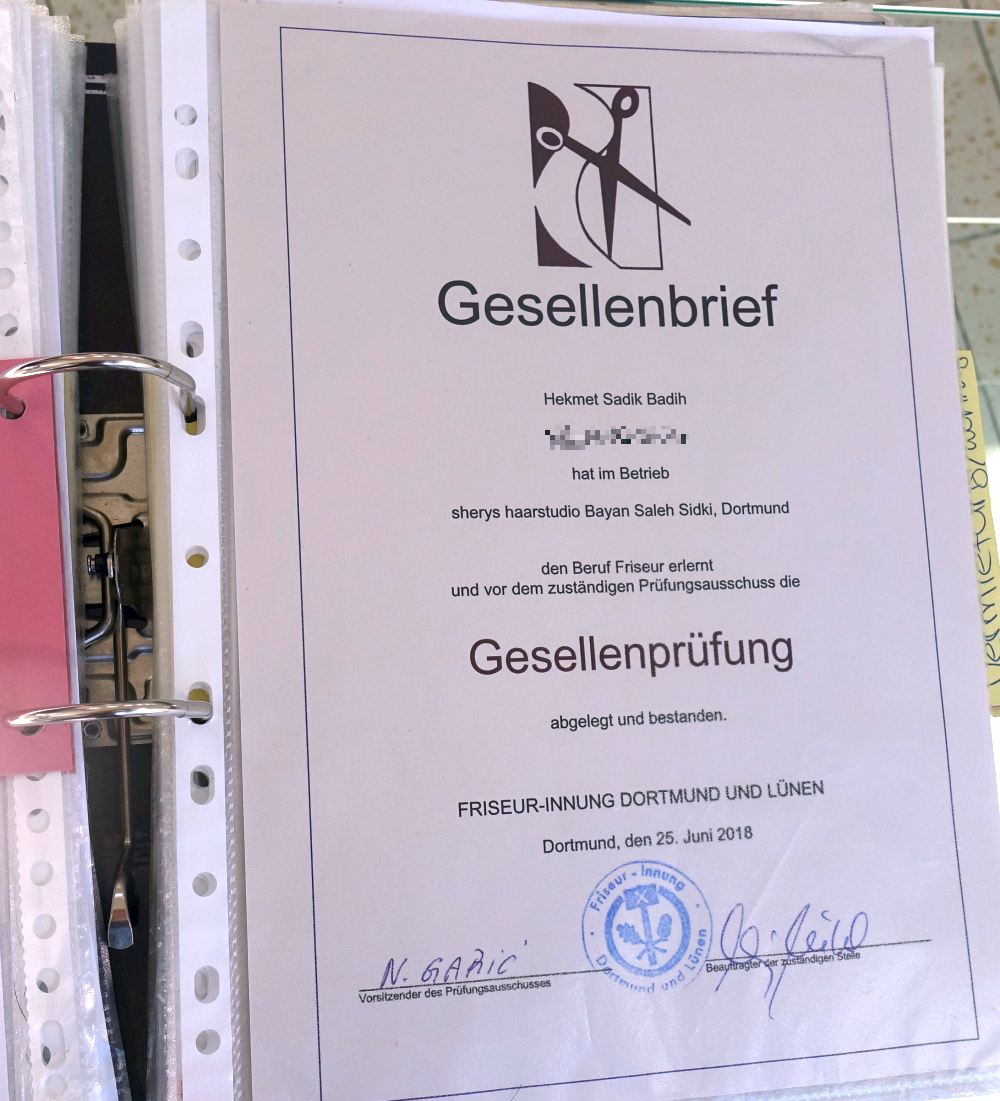 Gesellenbrief
Hekmet Sadik Badih
hat im Betrieb
sherys haarstudio Bayan Saleh Sidki, Dortmund
den Beruf Friseur erlernt
und vor dem zuständigen Prüfungsausschuss die
Gesellenprüfung
abgelegt und bestanden.
FRISEUR-INNUNG DORTMUND UND LÜNEN
Dortmund, den 25. Juni 2018
Friseur - Innung
Dortmund und Lünen
N. GARIC
Vorsitzender des Prüfungsausschusses
Beauftragter der zuständigen Stelle